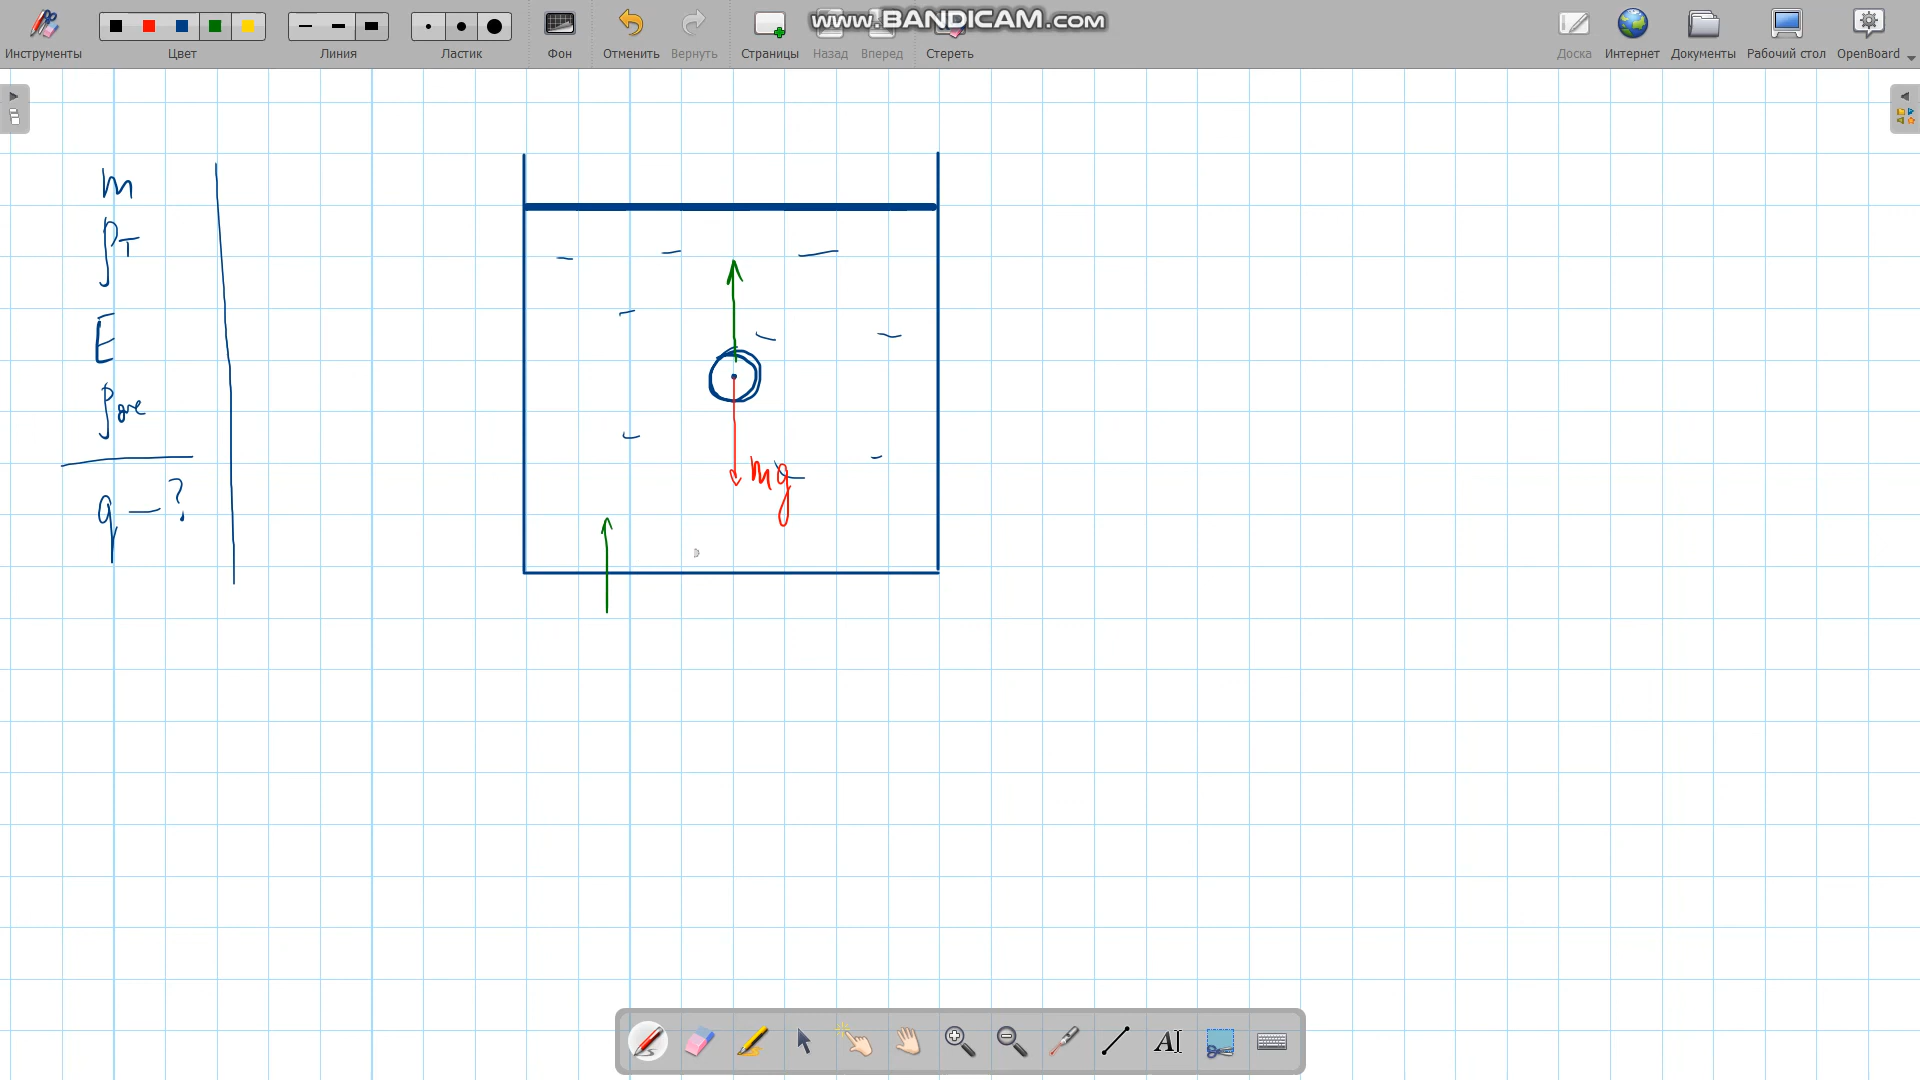 www.BANDICAM.com
Инструменты
Цвет
Линия
Ластик
Фон
Отменить
Вернуть
Страницы
Назад
Вперед
Стереть
Доска
Интернет
Документы
Рабочий стол
OpenBoard
m
ρт
E
ρж
q — ?
mg